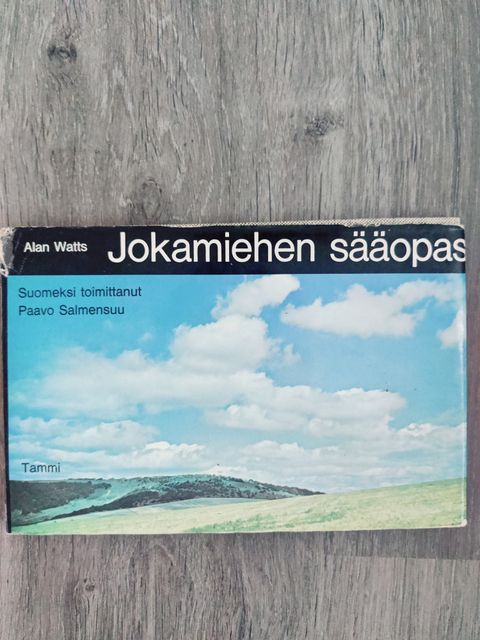 Alan Watts Jokamiehen sääopas
Suomeksi toimittanut
Paavo Salmensuu
Tammi